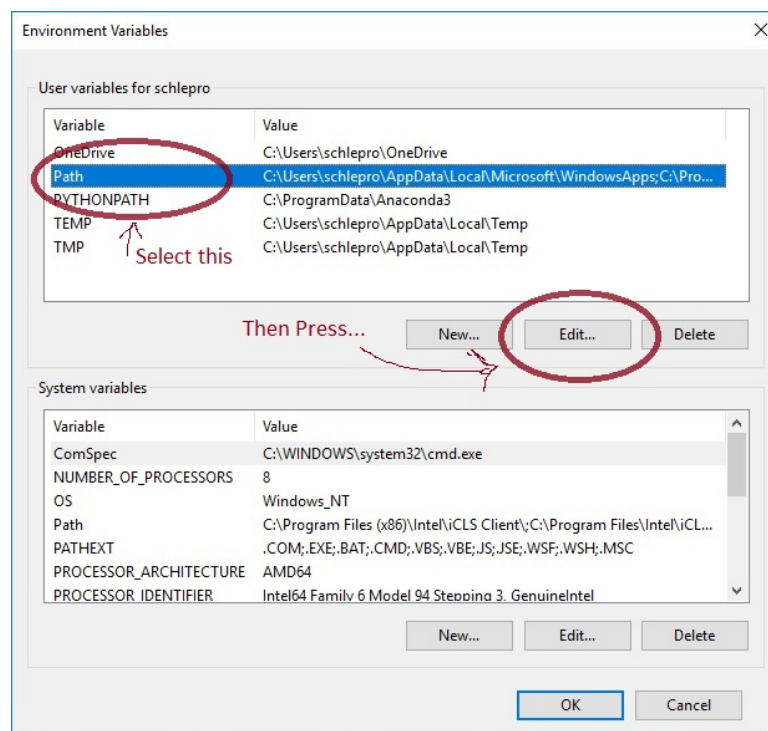 Environment Variables
User variables for schlepro
Variable Value
OneDrive C:\Users\schlepro\OneDrive
Path C:\Users\schlepro\AppData\Local\Microsoft\WindowsApps;C:\Pro...
PYTHONPATH C:\ProgramData\Anaconda3
TEMP C:\Users\schlepro\AppData\Local\Temp
TMP C:\Users\schlepro\AppData\Local\Temp
Select this
Then Press...
New... Edit... Delete
System variables
Variable Value
ComSpec C:\WINDOWS\system32\cmd.exe
NUMBER_OF_PROCESSORS 8
OS Windows_NT
Path C:\Program Files (x86)\Intel\iCLS Client\;C:\Program Files\Intel\iCL...
PATHEXT .COM;.EXE;.BAT;.CMD;.VBS;.VBE;.JS;.JSE;.WSF;.WSH;.MSC
PROCESSOR_ARCHITECTURE AMD64
PROCESSOR_IDENTIFIER Intel64 Family 6 Model 94 Stepping 3, GenuineIntel
New... Edit... Delete
OK Cancel